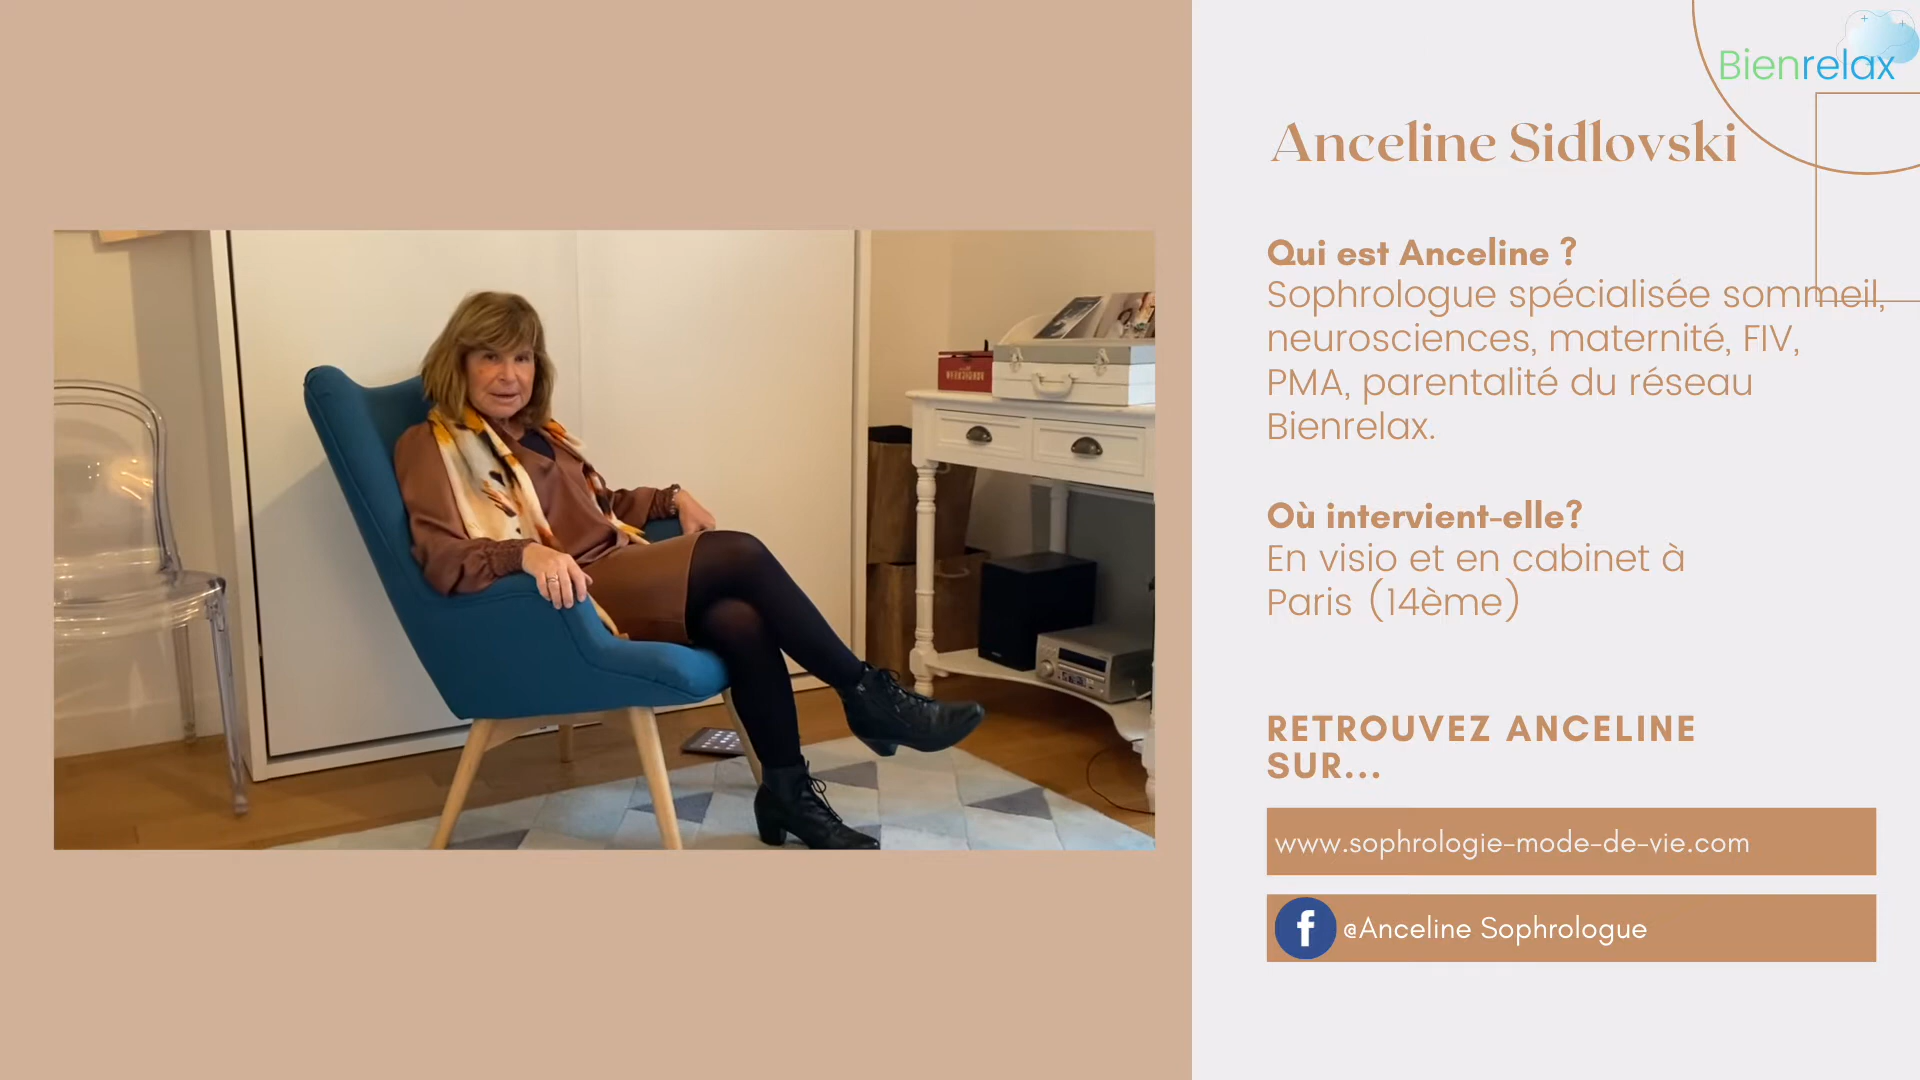 Bienrelax
Anceline Sidlovski
Qui est Anceline ?
Sophrologue spécialisée sommeil,
neurosciences, maternité, FIV,
PMA, parentalité du réseau
Bienrelax.
Où intervient-elle?
En visio et en cabinet à
Paris (14ème)
RETROUVEZ ANCELINE
SUR...
www.sophrologie-mode-de-vie.com
@Anceline Sophrologue